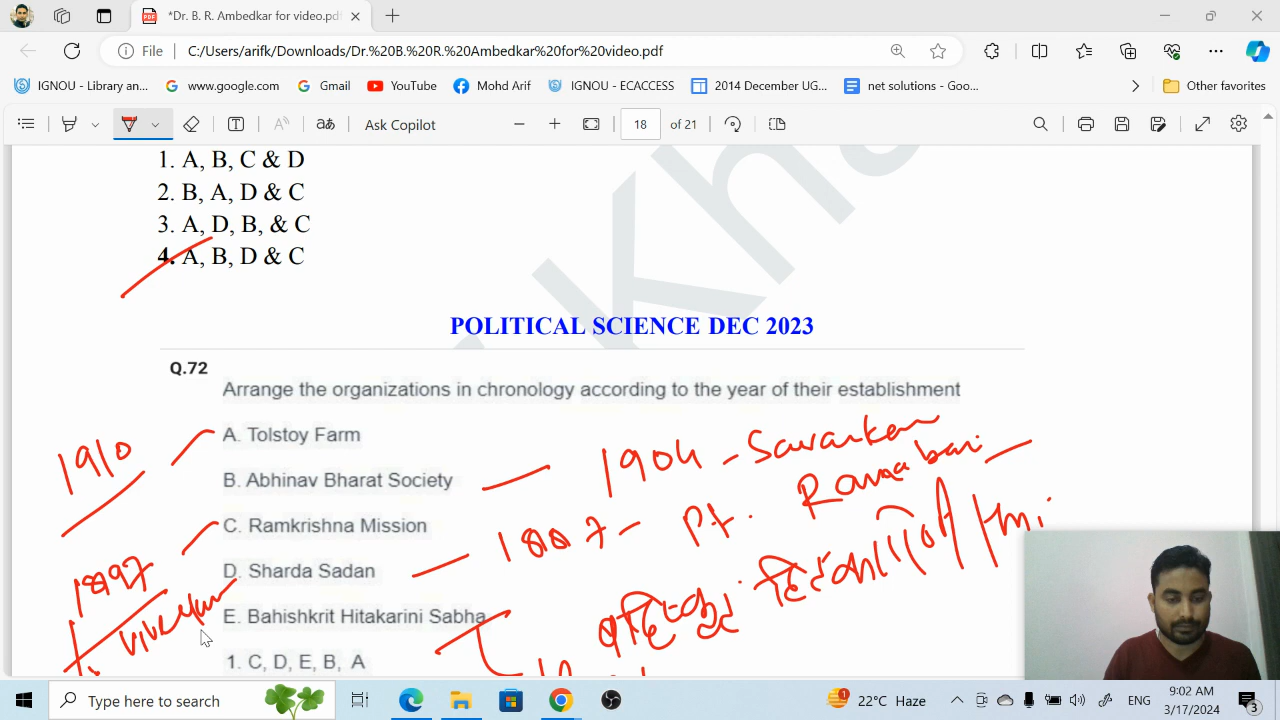 *Dr. B. R. Ambedkar for video.pdf
File C:/Users/arifk/Downloads/Dr.%20B.%20R.%20Ambedkar%20for%20video.pdf
IGNOU - Library an... www.google.com Gmail YouTube Mohd Arif IGNOU - ECACCESS 2014 December UG... net solutions - Goo... Other favorites
Ask Copilot 18 of 21
1. A, B, C & D
2. B, A, D & C
3. A, D, B, & C
4. A, B, D & C
POLITICAL SCIENCE DEC 2023
Q.72
Arrange the organizations in chronology according to the year of their establishment
1910 A. Tolstoy Farm
B. Abhinav Bharat Society — 1904 - Savarkar
C. Ramkrishna Mission
1897
D. Sharda Sadan — 1887 - Pt. Ramabai
E. Bahishkrit Hitakarini Sabha
1. C, D, E, B, A
Type here to search
22°C Haze ENG 9:02 AM
3/17/2024 3